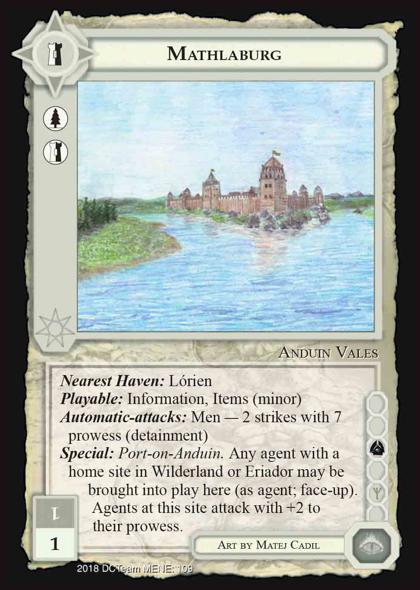 Mathlaburg
Anduin Vales
Nearest Haven: Lórien
Playable: Information, Items (minor)
Automatic-attacks: Men — 2 strikes with 7
prowess (detainment)
Special: Port-on-Anduin. Any agent with a
home site in Wilderland or Eriador may be
brought into play here (as agent; face-up).
Agents at this site attack with +2 to
their prowess.
1
1
Art by Matej Cadil
2018 DCTeam MENE: 109